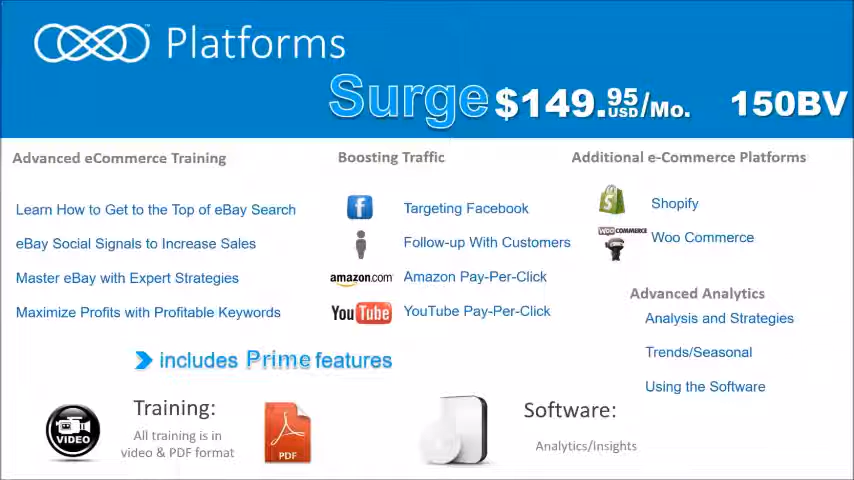 Platforms
Surge $149.95 USD/Mo. 150BV
Advanced eCommerce Training
Learn How to Get to the Top of eBay Search
eBay Social Signals to Increase Sales
Master eBay with Expert Strategies
Maximize Profits with Profitable Keywords
Boosting Traffic
f Targeting Facebook
Follow-up With Customers
amazon.com Amazon Pay-Per-Click
YouTube YouTube Pay-Per-Click
Additional e-Commerce Platforms
S Shopify
WOO COMMERCE Woo Commerce
Advanced Analytics
Analysis and Strategies
Trends/Seasonal
Using the Software
includes Prime features
VIDEO
Training:
All training is in
video & PDF format
PDF
Software:
Analytics/Insights